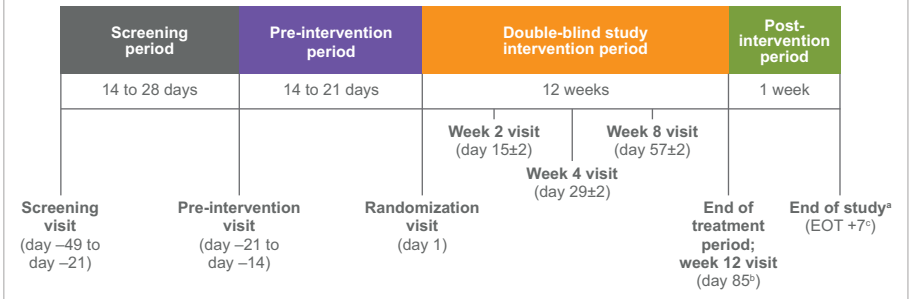 Screening
period
Pre-intervention
period
Double-blind study
intervention period
Post-
intervention
period
14 to 28 days
14 to 21 days
12 weeks
1 week
Week 2 visit
(day 15±2)
Week 8 visit
(day 57±2)
Week 4 visit
(day 29±2)
Screening
visit
(day –49 to
day –21)
Pre-intervention
visit
(day –21 to
day –14)
Randomization
visit
(day 1)
End of
treatment
period;
week 12 visit
(day 85ᵇ)
End of studyᵃ
(EOT +7ᶜ)